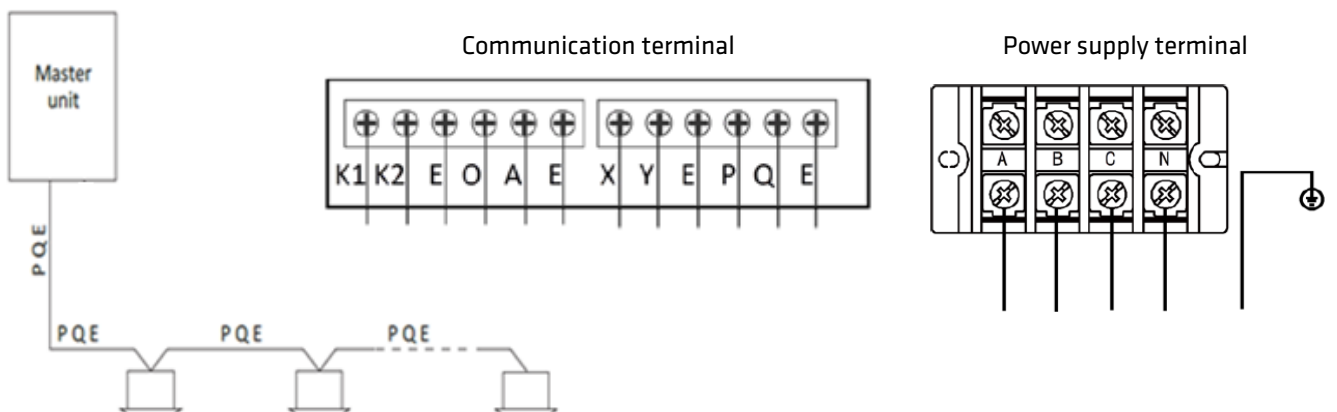 Master
unit
Communication terminal
Power supply terminal
K1 K2 E O A E X Y E P Q E
A B C N
PQE
PQE PQE PQE